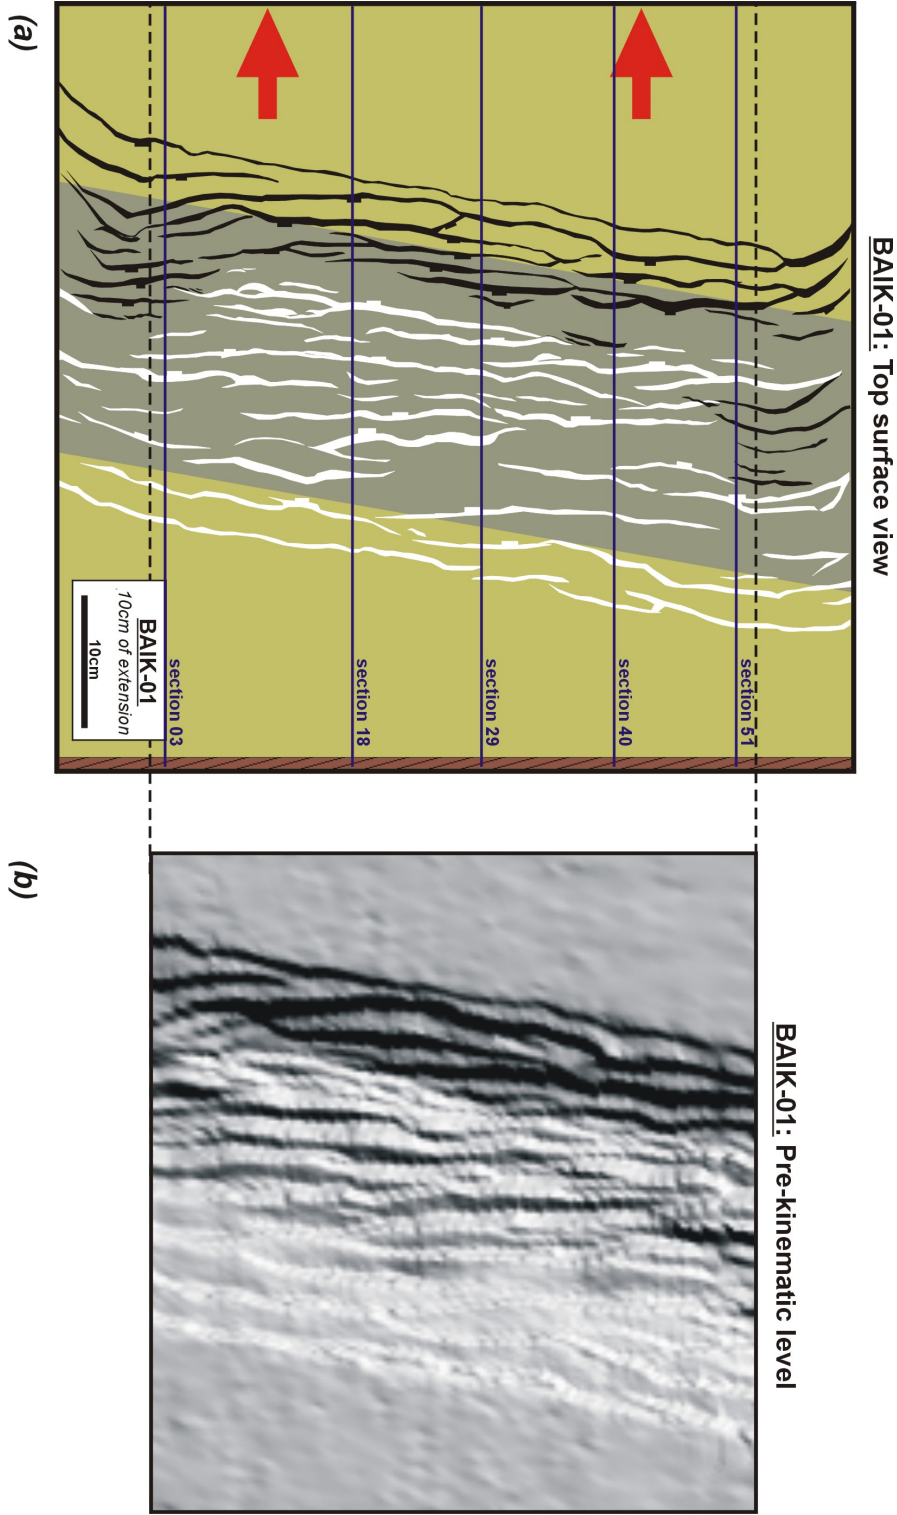 (a)
BAIK-01: Top surface view
section 03
section 18
section 29
section 40
section 51
BAIK-01
10cm of extension
10cm
(b)
BAIK-01: Pre-kinematic level